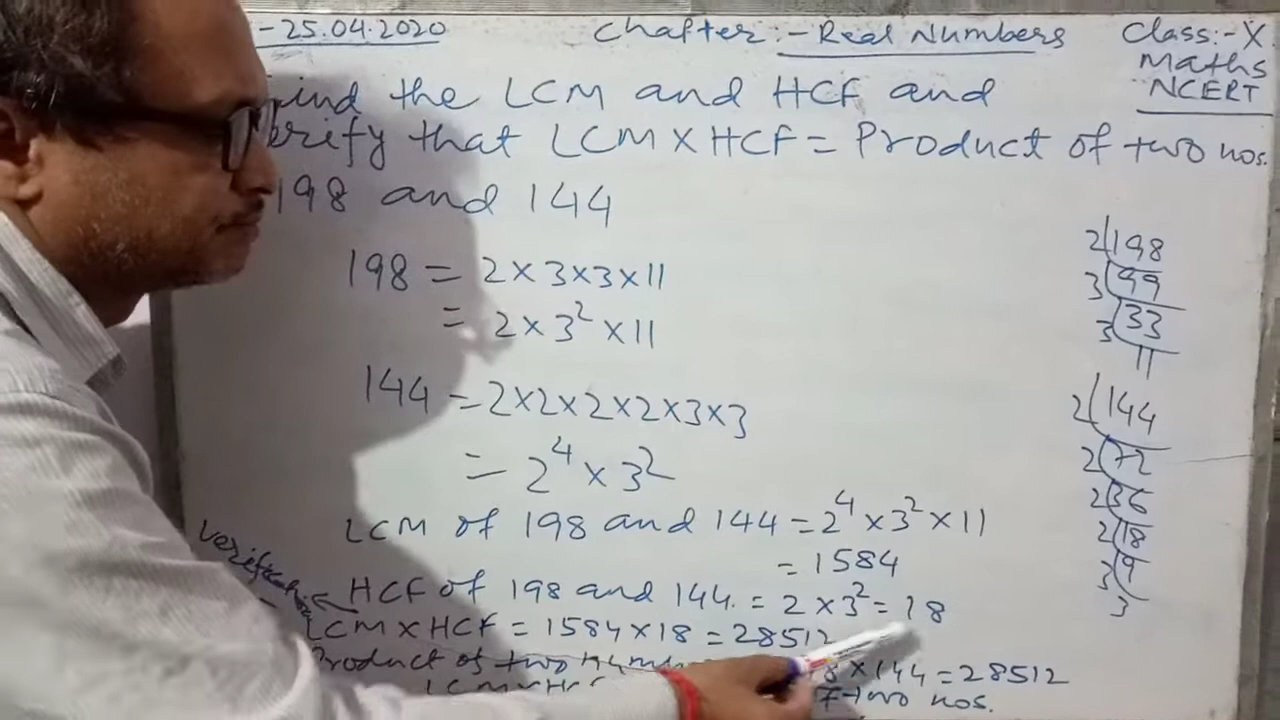 -25.04.2020 Chapter:-Real Numbers Class:-X
Maths
NCERT
Find the LCM and HCF and
verify that LCM×HCF=Product of two nos.
198 and 144
198 = 2×3×3×11
= 2×3²×11
144 = 2×2×2×2×3×3
= 2⁴×3²
LCM of 198 and 144 = 2⁴×3²×11
= 1584
HCF of 198 and 144. = 2×3² = 18
LCM×HCF = 1584×18 = 28512
Product of two ×144 = 28512
two nos.
2 198
3 99
3 33
11
2 144
2 72
2 36
2 18
3 9
3